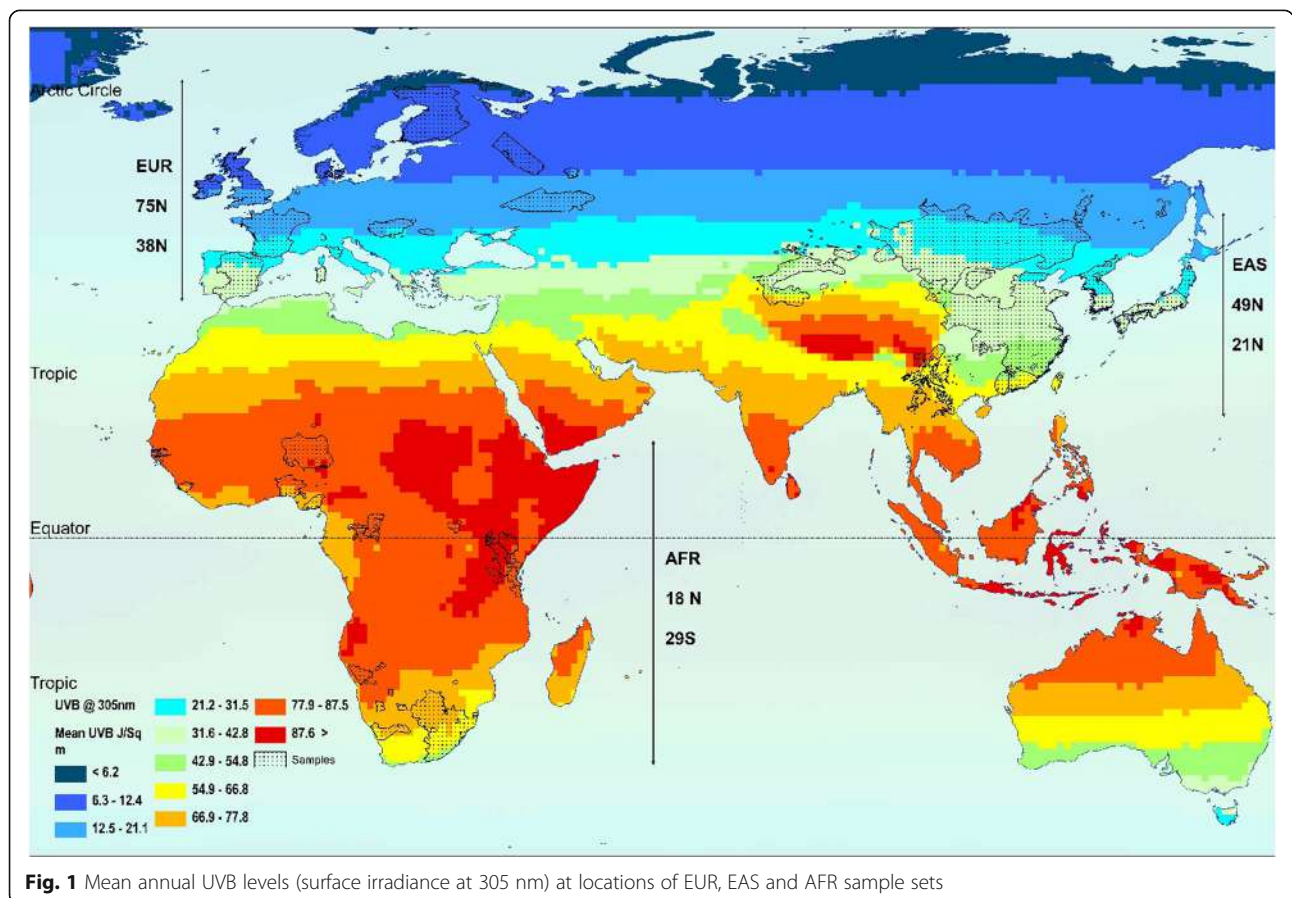 Arctic Circle
EUR
75N
38N
EAS
49N
21N
Tropic
Equator
AFR
18 N
29S
Tropic
UVB @ 305nm
Mean UVB J/Sq
m
< 6.2
6.3 - 12.4
12.5 - 21.1
21.2 - 31.5
31.6 - 42.8
42.9 - 54.8
54.9 - 66.8
66.9 - 77.8
77.9 - 87.5
87.6 >
Samples
Fig. 1 Mean annual UVB levels (surface irradiance at 305 nm) at locations of EUR, EAS and AFR sample sets